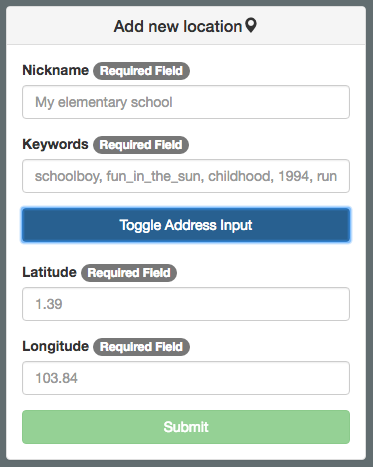 Add new location
Nickname Required Field
My elementary school
Keywords Required Field
schoolboy, fun_in_the_sun, childhood, 1994, run
Toggle Address Input
Latitude Required Field
1.39
Longitude Required Field
103.84
Submit